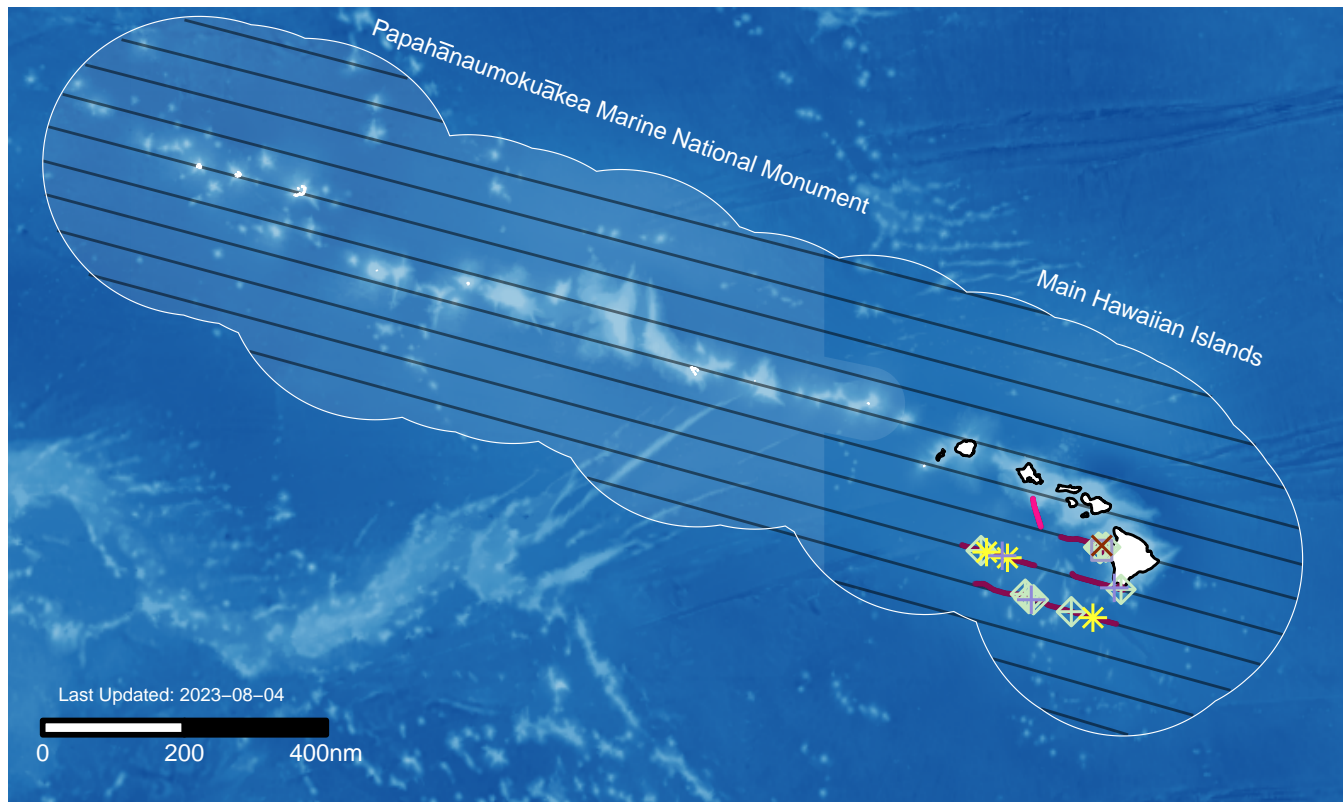 Papahānaumokuākea Marine National Monument
Main Hawaiian Islands
Last Updated: 2023−08−04
0 200 400nm